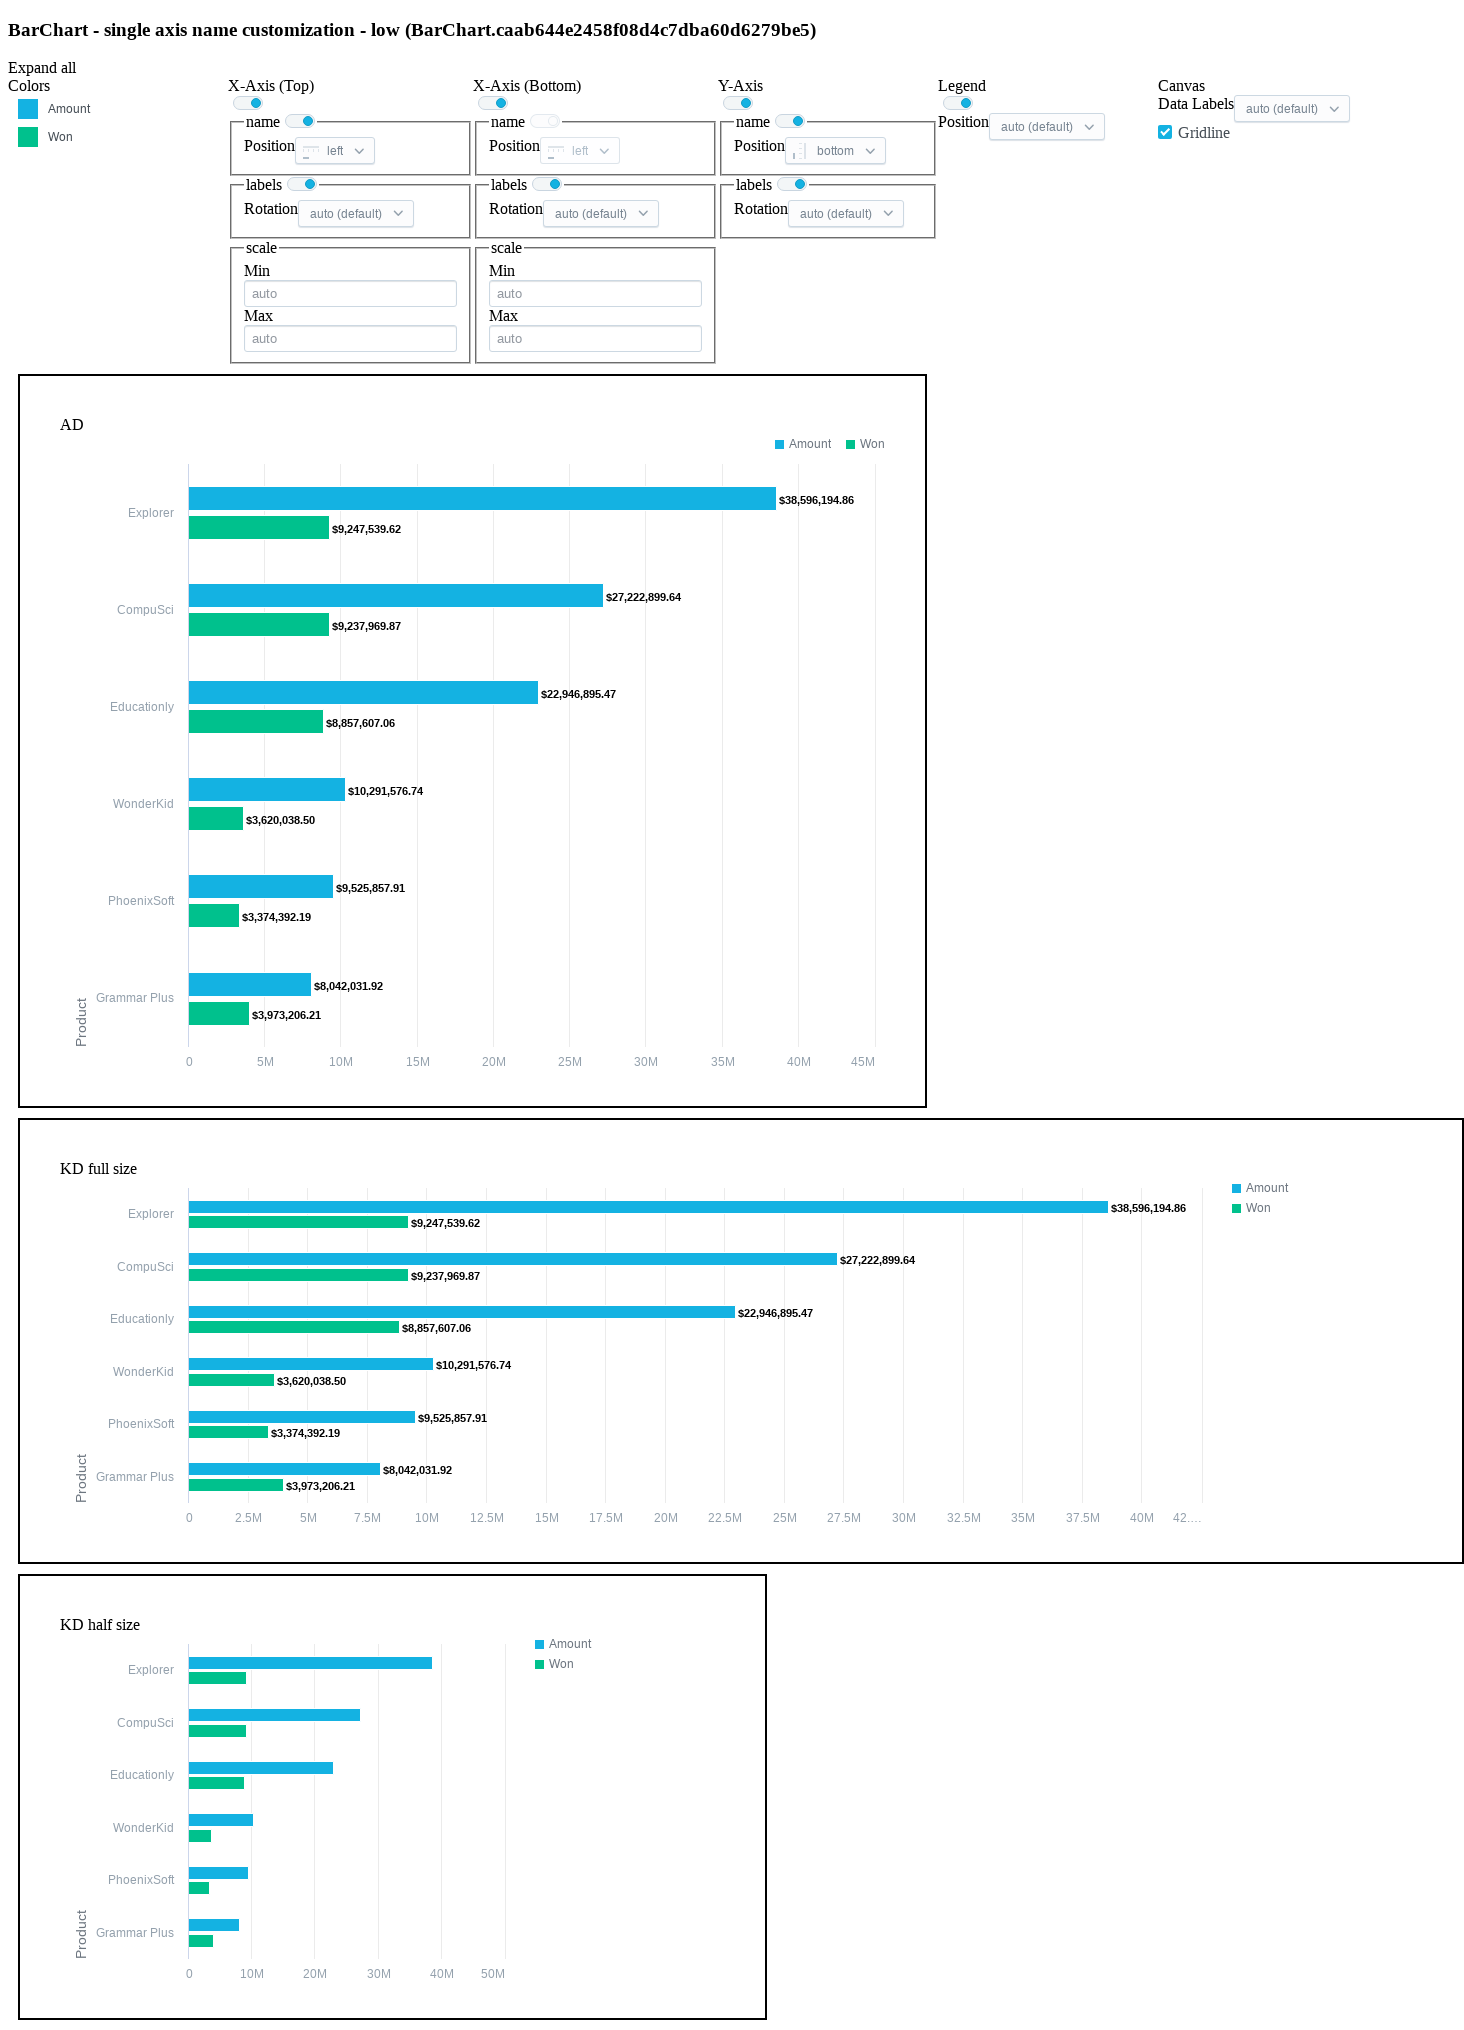 BarChart - single axis name customization - low (BarChart.caab644e2458f08d4c7dba60d6279be5)
Expand all
Colors
Amount
Won
X-Axis (Top)
name
Position left
labels
Rotation auto (default)
scale
Min
auto
Max
auto
X-Axis (Bottom)
name
Position left
labels
Rotation auto (default)
scale
Min
auto
Max
auto
Y-Axis
name
Position bottom
labels
Rotation auto (default)
Legend
Position auto (default)
Canvas
Data Labels auto (default)
Gridline
AD
Amount Won
Explorer
$38,596,194.86
$9,247,539.62
CompuSci
$27,222,899.64
$9,237,969.87
Educationly
$22,946,895.47
$8,857,607.06
WonderKid
$10,291,576.74
$3,620,038.50
PhoenixSoft
$9,525,857.91
$3,374,392.19
Grammar Plus
$8,042,031.92
$3,973,206.21
Product
0 5M 10M 15M 20M 25M 30M 35M 40M 45M
KD full size
Amount
Won
Explorer
$38,596,194.86
$9,247,539.62
CompuSci
$27,222,899.64
$9,237,969.87
Educationly
$22,946,895.47
$8,857,607.06
WonderKid
$10,291,576.74
$3,620,038.50
PhoenixSoft
$9,525,857.91
$3,374,392.19
Grammar Plus
$8,042,031.92
$3,973,206.21
Product
0 2.5M 5M 7.5M 10M 12.5M 15M 17.5M 20M 22.5M 25M 27.5M 30M 32.5M 35M 37.5M 40M 42....
KD half size
Amount
Won
Explorer
CompuSci
Educationly
WonderKid
PhoenixSoft
Grammar Plus
Product
0 10M 20M 30M 40M 50M